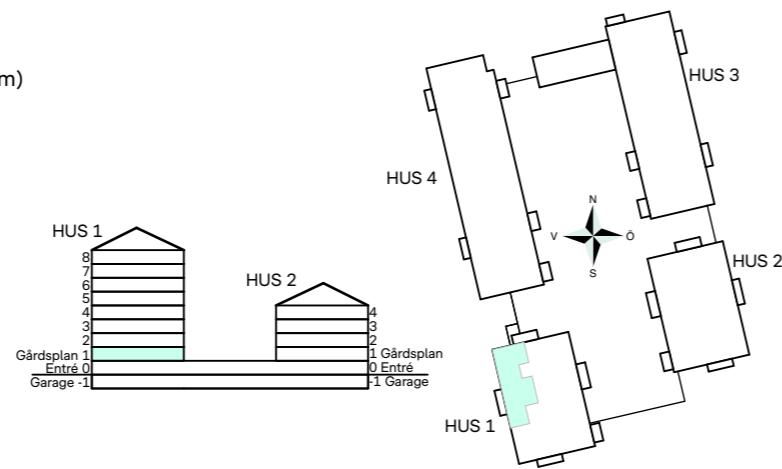 m)
HUS 1
8
7
6
5
4
3
2
Gårdsplan 1
Entré 0
Garage -1
HUS 2
4
3
2
1 Gårdsplan
0 Entré
-1 Garage
HUS 3
HUS 4
N
V
Ö
S
HUS 2
HUS 1